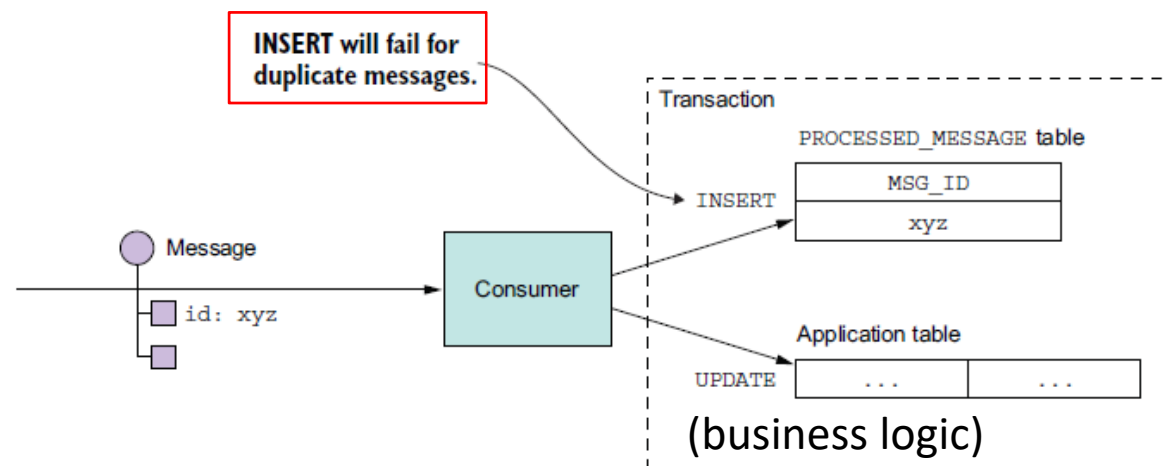 INSERT will fail for
duplicate messages.
Transaction
PROCESSED_MESSAGE table
MSG_ID
INSERT
xyz
Message
Consumer
id: xyz
Application table
UPDATE
... ...
(business logic)